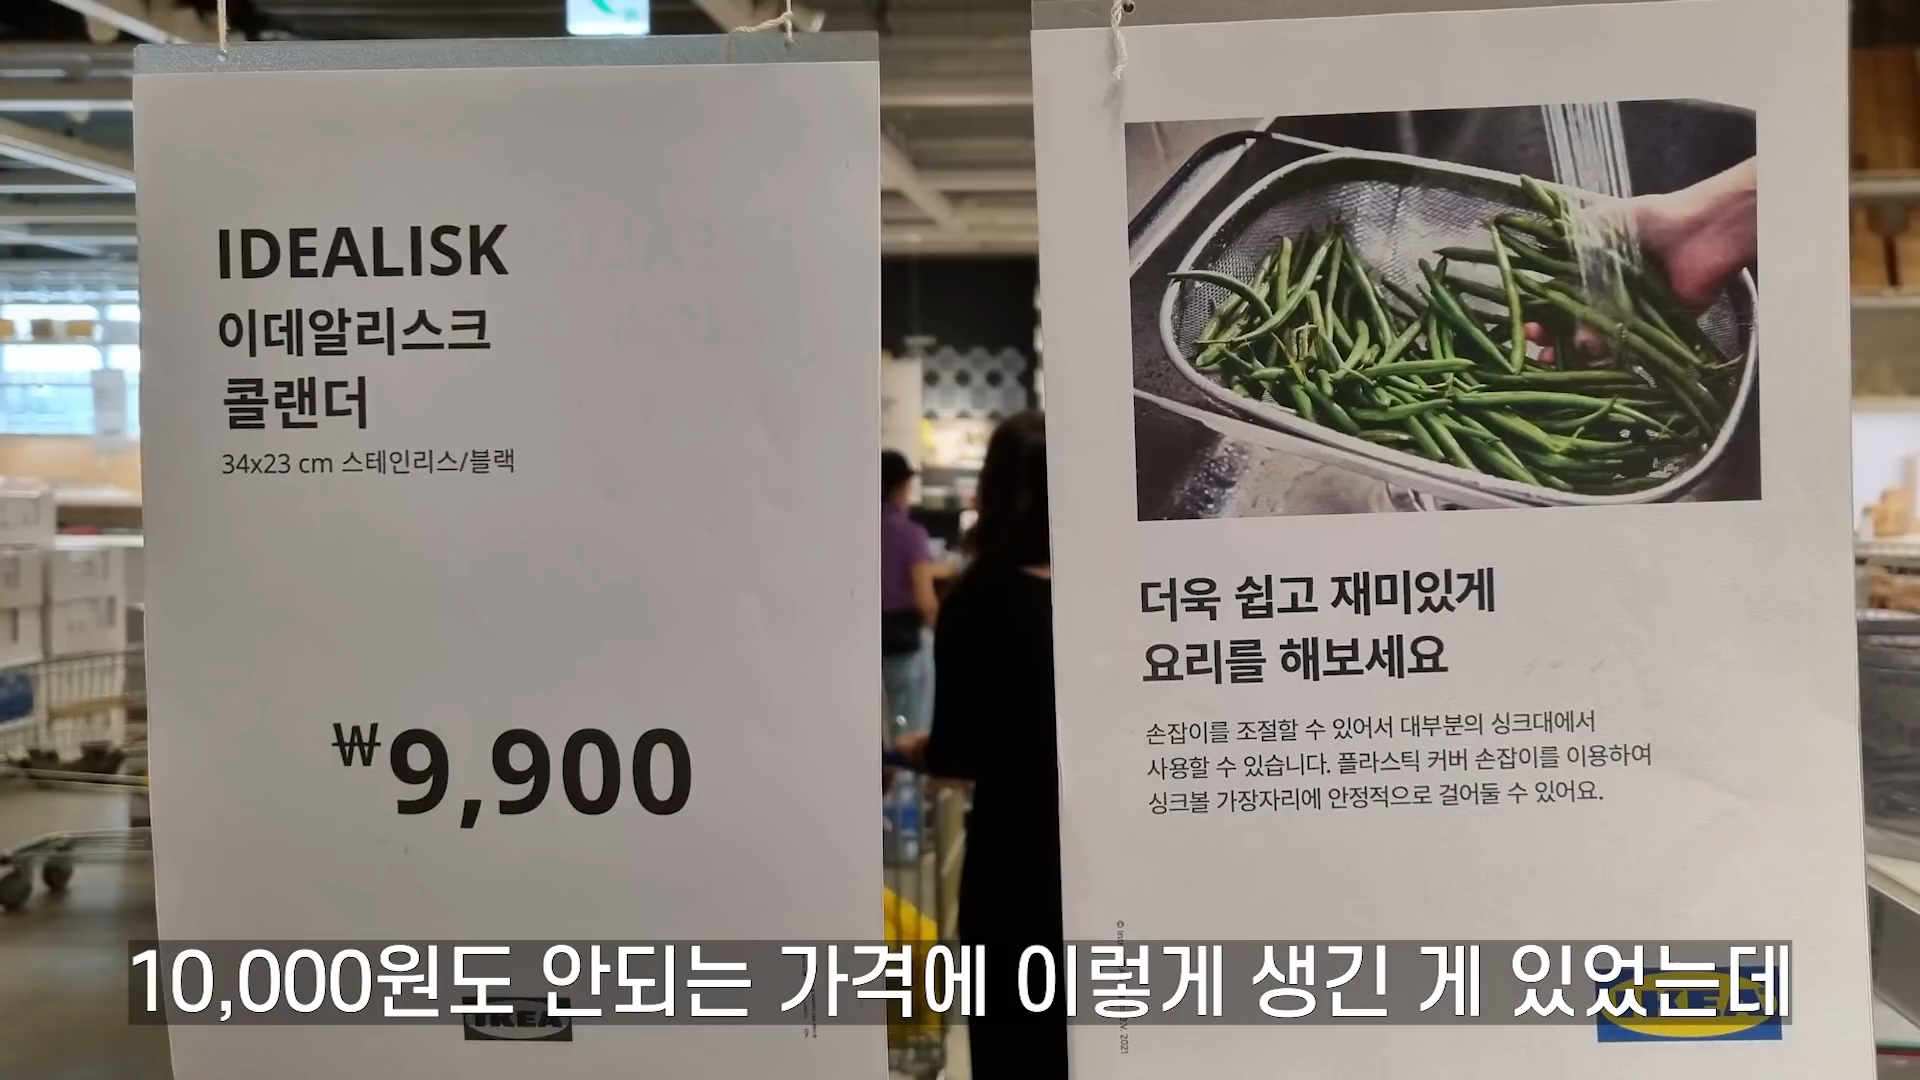 IDEALISK
이데알리스크
콜랜더
34x23 cm 스테인리스/블랙
₩9,900
더욱 쉽고 재미있게
요리를 해보세요
손잡이를 조절할 수 있어서 대부분의 싱크대에서
사용할 수 있습니다. 플라스틱 커버 손잡이를 이용하여
싱크볼 가장자리에 안정적으로 걸어둘 수 있어요.
10,000원도 안되는 가격에 이렇게 생긴 게 있었는데
IKEA
IKEA